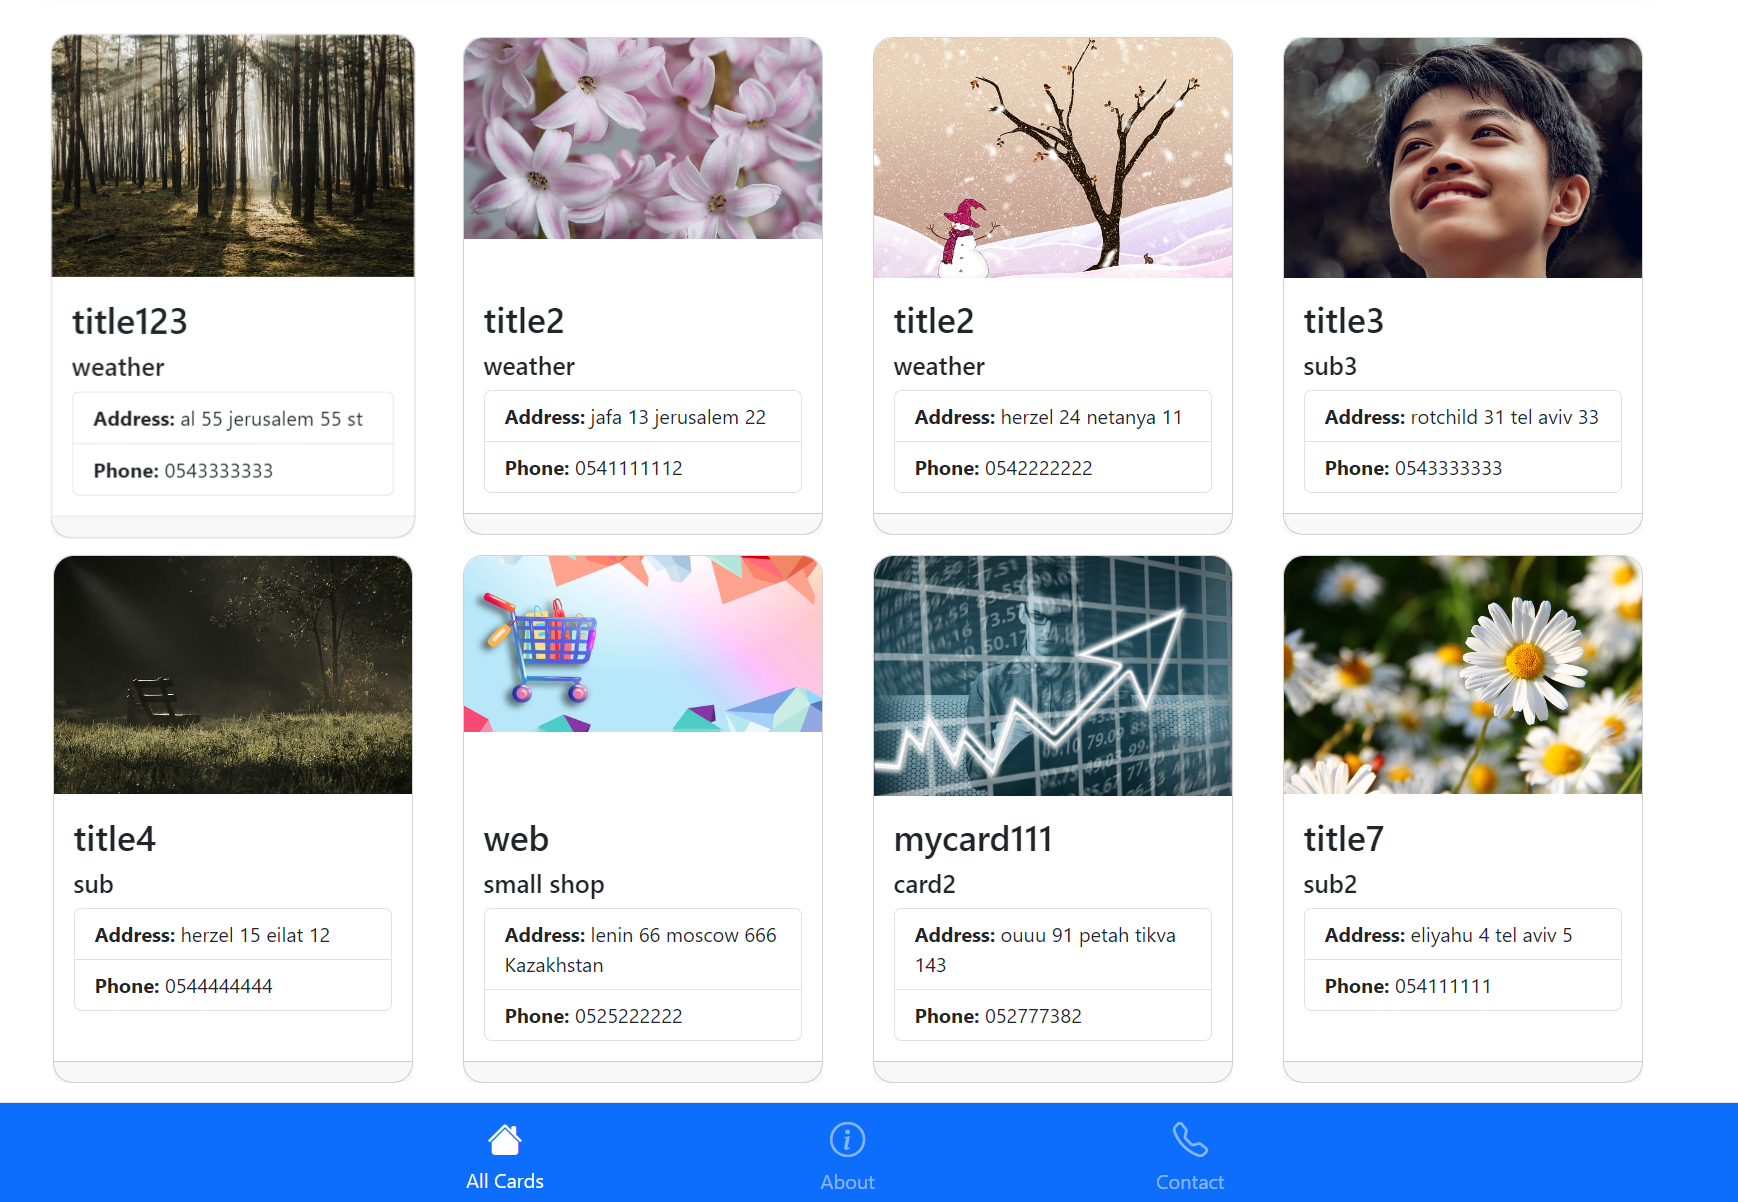 title123
weather
Address: al 55 jerusalem 55 st
Phone: 0543333333
title2
weather
Address: jafa 13 jerusalem 22
Phone: 0541111112
title2
weather
Address: herzel 24 netanya 11
Phone: 0542222222
title3
sub3
Address: rotchild 31 tel aviv 33
Phone: 0543333333
title4
sub
Address: herzel 15 eilat 12
Phone: 0544444444
web
small shop
Address: lenin 66 moscow 666
Kazakhstan
Phone: 0525222222
mycard111
card2
Address: ouuu 91 petah tikva
143
Phone: 052777382
title7
sub2
Address: eliyahu 4 tel aviv 5
Phone: 054111111
All Cards
About
Contact